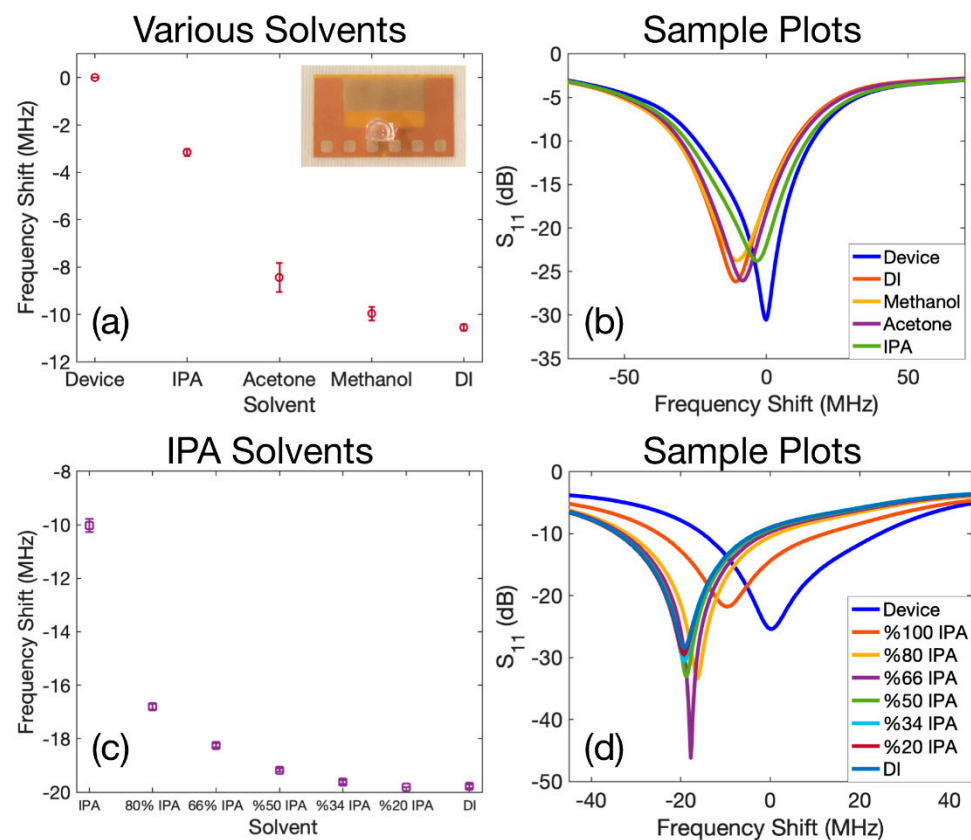 Various Solvents
Frequency Shift (MHz)
0
-2
-4
-6
-8
-10
-12
(a)
Device IPA Acetone Methanol DI
Solvent
Sample Plots
S11 (dB)
0
-5
-10
-15
-20
-25
-30
-35
(b)
Device
DI
Methanol
Acetone
IPA
-50 0 50
Frequency Shift (MHz)
IPA Solvents
Frequency Shift (MHz)
-8
-10
-12
-14
-16
-18
-20
(c)
IPA 80% IPA 66% IPA %50 IPA %34 IPA %20 IPA DI
Solvent
Sample Plots
S11 (dB)
0
-10
-20
-30
-40
-50
(d)
Device
%100 IPA
%80 IPA
%66 IPA
%50 IPA
%34 IPA
%20 IPA
DI
-40 -20 0 20 40
Frequency Shift (MHz)